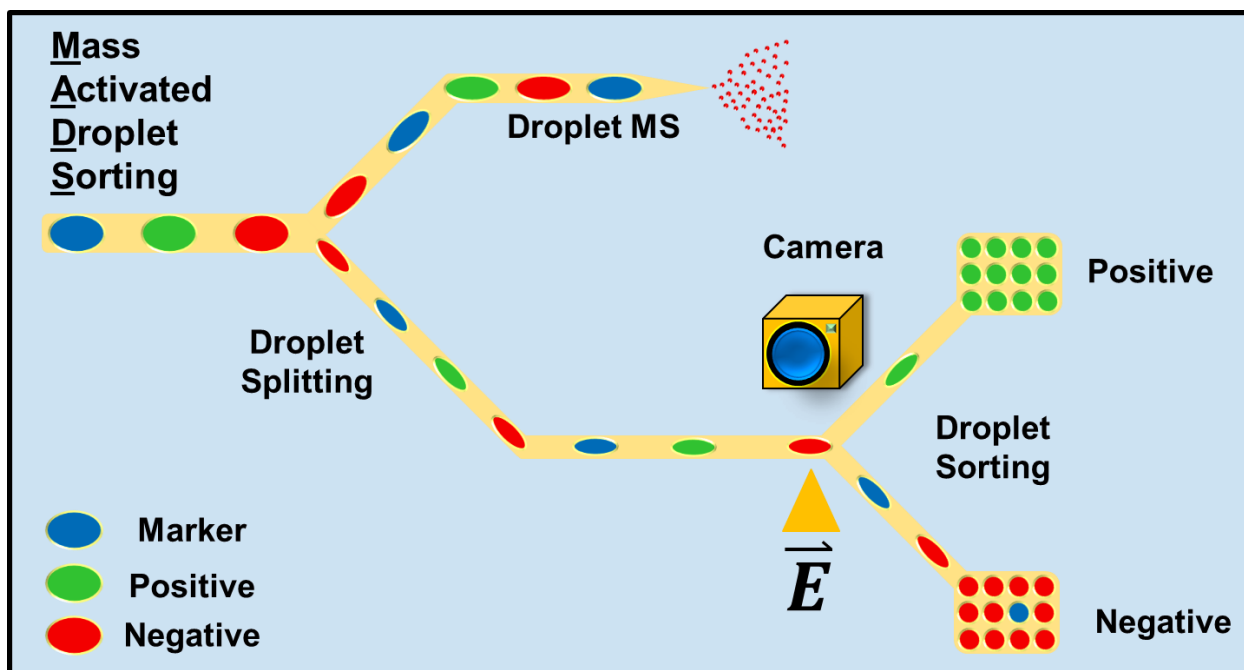 Mass
Activated
Droplet
Sorting
Droplet MS
Camera
Positive
Droplet
Splitting
Droplet
Sorting
E
Marker
Positive
Negative
Negative